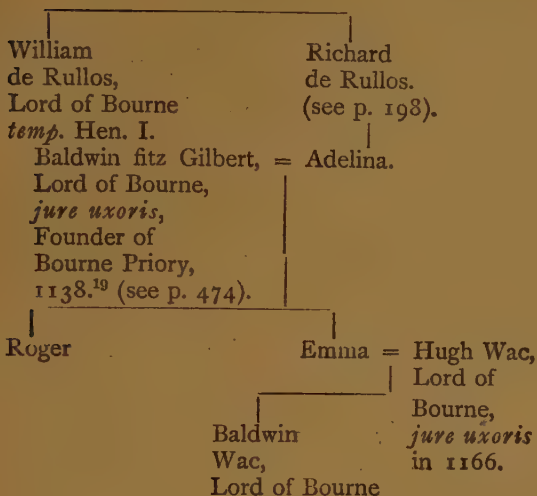 William
de Rullos,
Lord of Bourne
temp. Hen. I.
Richard
de Rullos.
(see p. 198).
Baldwin fitz Gilbert, = Adelina.
Lord of Bourne,
jure uxoris,
Founder of
Bourne Priory,
1138.¹⁹ (see p. 474).
Roger
Emma = Hugh Wac,
Lord of
Bourne,
jure uxoris
in 1166.
Baldwin
Wac,
Lord of Bourne